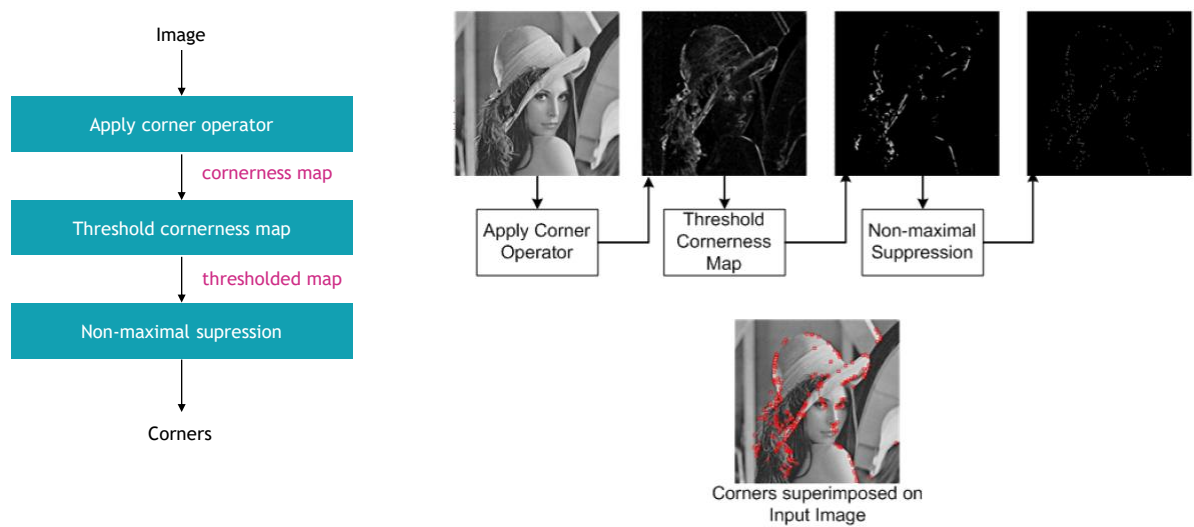 Image
Apply corner operator
cornerness map
Threshold cornerness map
thresholded map
Non-maximal supression
Corners
Apply Corner
Operator
Threshold
Cornerness
Map
Non-maximal
Suppression
Corners superimposed on
Input Image